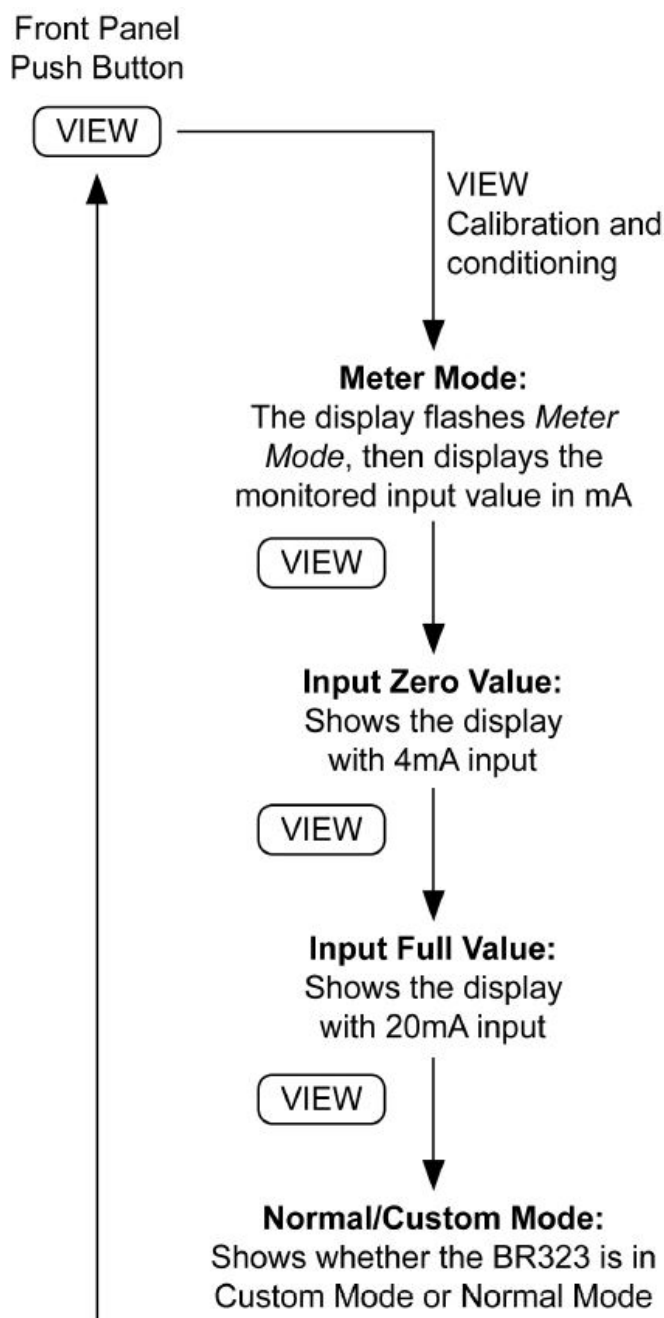 Front Panel
Push Button
VIEW
VIEW
Calibration and
conditioning
Meter Mode:
The display flashes Meter
Mode, then displays the
monitored input value in mA
VIEW
Input Zero Value:
Shows the display
with 4mA input
VIEW
Input Full Value:
Shows the display
with 20mA input
VIEW
Normal/Custom Mode:
Shows whether the BR323 is in
Custom Mode or Normal Mode